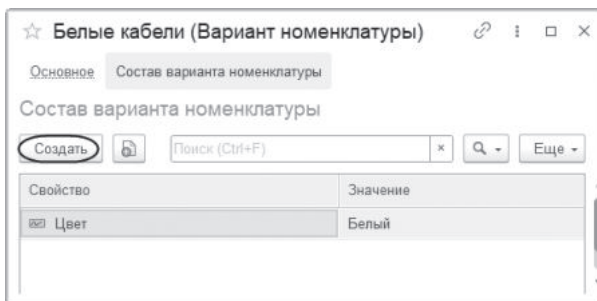 Белые кабели (Вариант номенклатуры)
Основное Состав варианта номенклатуры
Состав варианта номенклатуры
Создать Поиск (Ctrl+F) × Еще
Свойство Значение
Цвет Белый